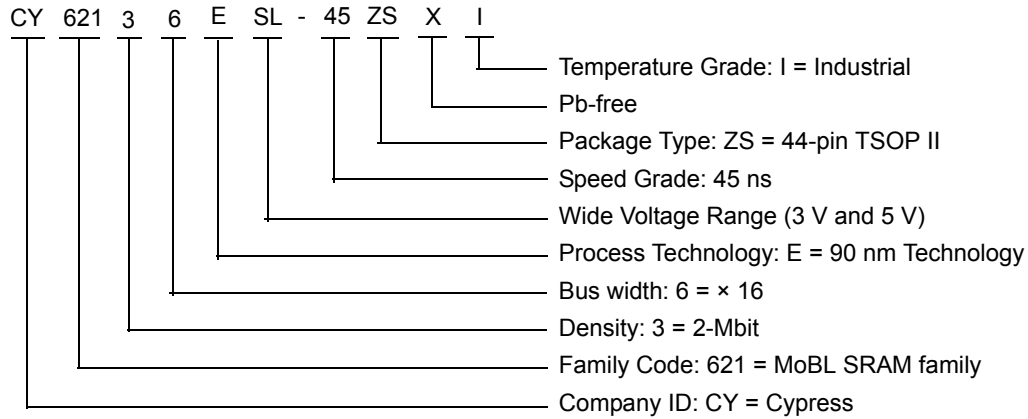 CY 621 3 6 E SL - 45 ZS X I
Temperature Grade: I = Industrial
Pb-free
Package Type: ZS = 44-pin TSOP II
Speed Grade: 45 ns
Wide Voltage Range (3 V and 5 V)
Process Technology: E = 90 nm Technology
Bus width: 6 = × 16
Density: 3 = 2-Mbit
Family Code: 621 = MoBL SRAM family
Company ID: CY = Cypress